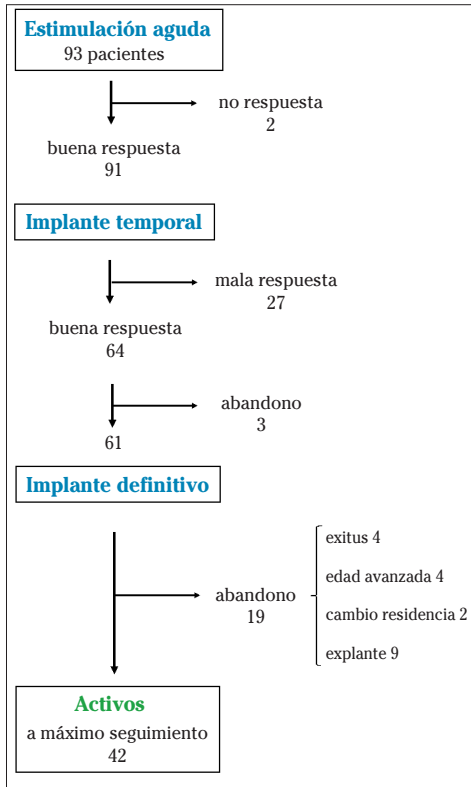 Estimulación aguda
93 pacientes
no respuesta
2
buena respuesta
91
Implante temporal
mala respuesta
27
buena respuesta
64
abandono
3
61
Implante definitivo
abandono
19
exitus 4
edad avanzada 4
cambio residencia 2
explante 9
Activos
a máximo seguimiento
42